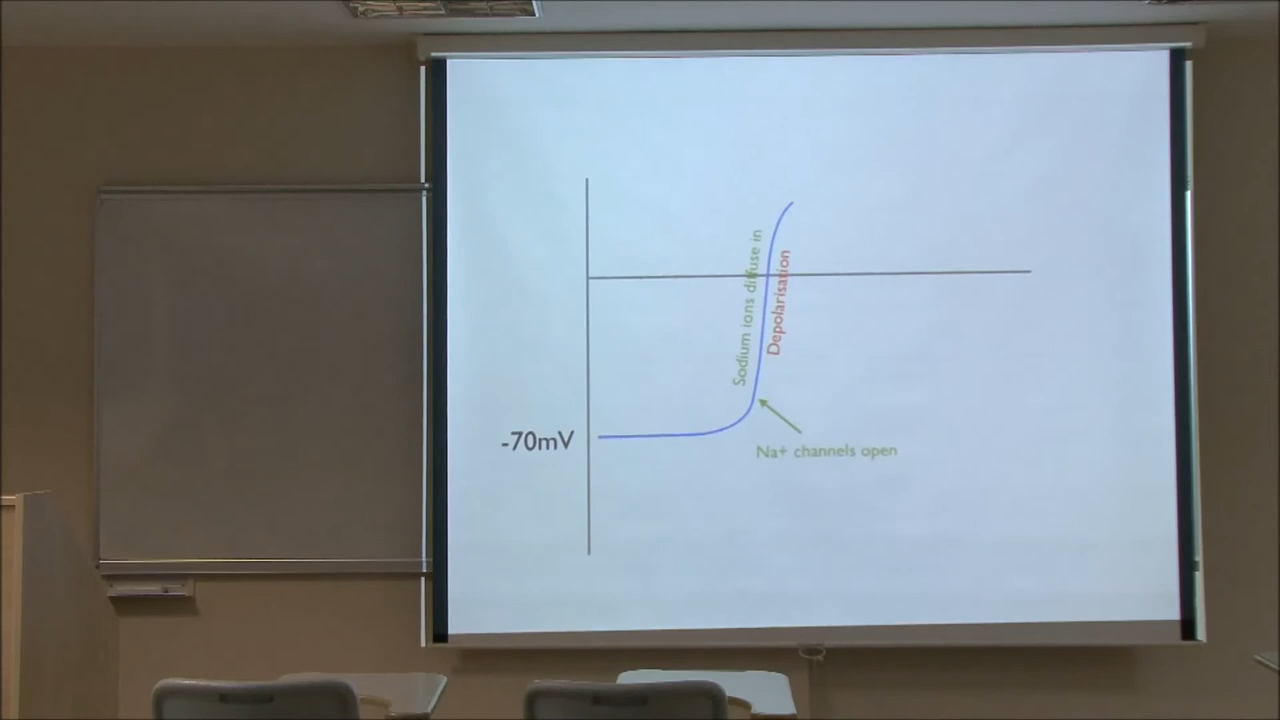 Sodium ions diffuse in
Depolarisation
-70mV
Na+ channels open